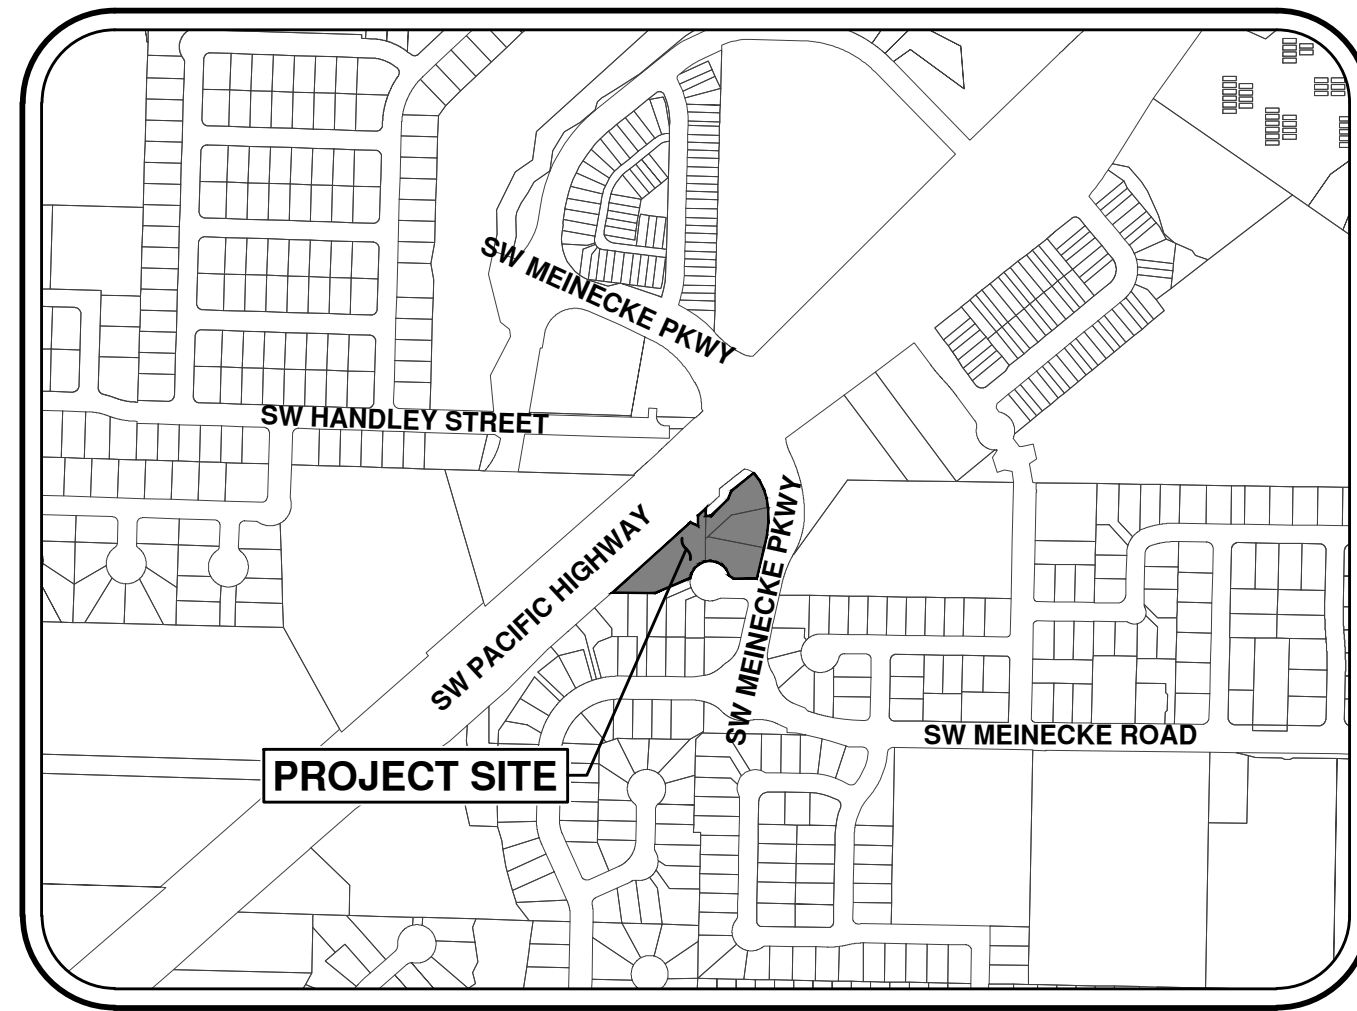 SW MEINECKE PKWY
SW HANDLEY STREET
SW PACIFIC HIGHWAY
SW MEINECKE PKWY
SW MEINECKE ROAD
PROJECT SITE